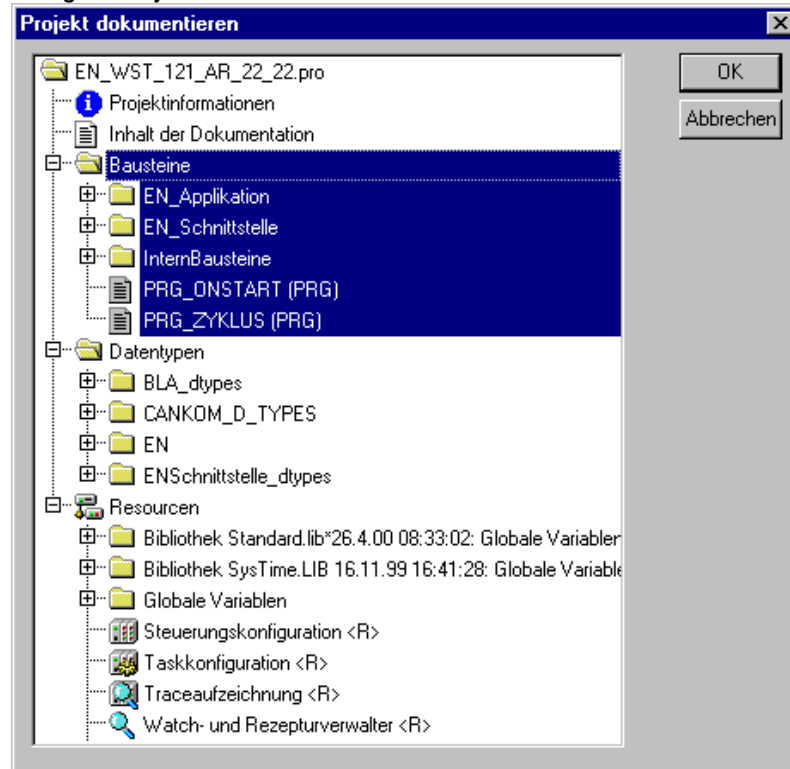 Projekt dokumentieren
EN_WST_121_AR_22_22.pro
OK
Projektinformationen
Abbrechen
Inhalt der Dokumentation
Bausteine
EN_Applikation
EN_Schnittstelle
InternBausteine
PRG_ONSTART (PRG)
PRG_ZYKLUS (PRG)
Datentypen
BLA_dtypes
CANKOM_D_TYPES
EN
ENSchnittstelle_dtypes
Resourcen
Bibliothek Standard.lib*26.4.00 08:33:02: Globale Variablen
Bibliothek SysTime.LIB 16.11.99 16:41:28: Globale Variable
Globale Variablen
Steuerungskonfiguration <R>
Taskkonfiguration <R>
Traceaufzeichnung <R>
Watch- und Rezepturverwalter <R>